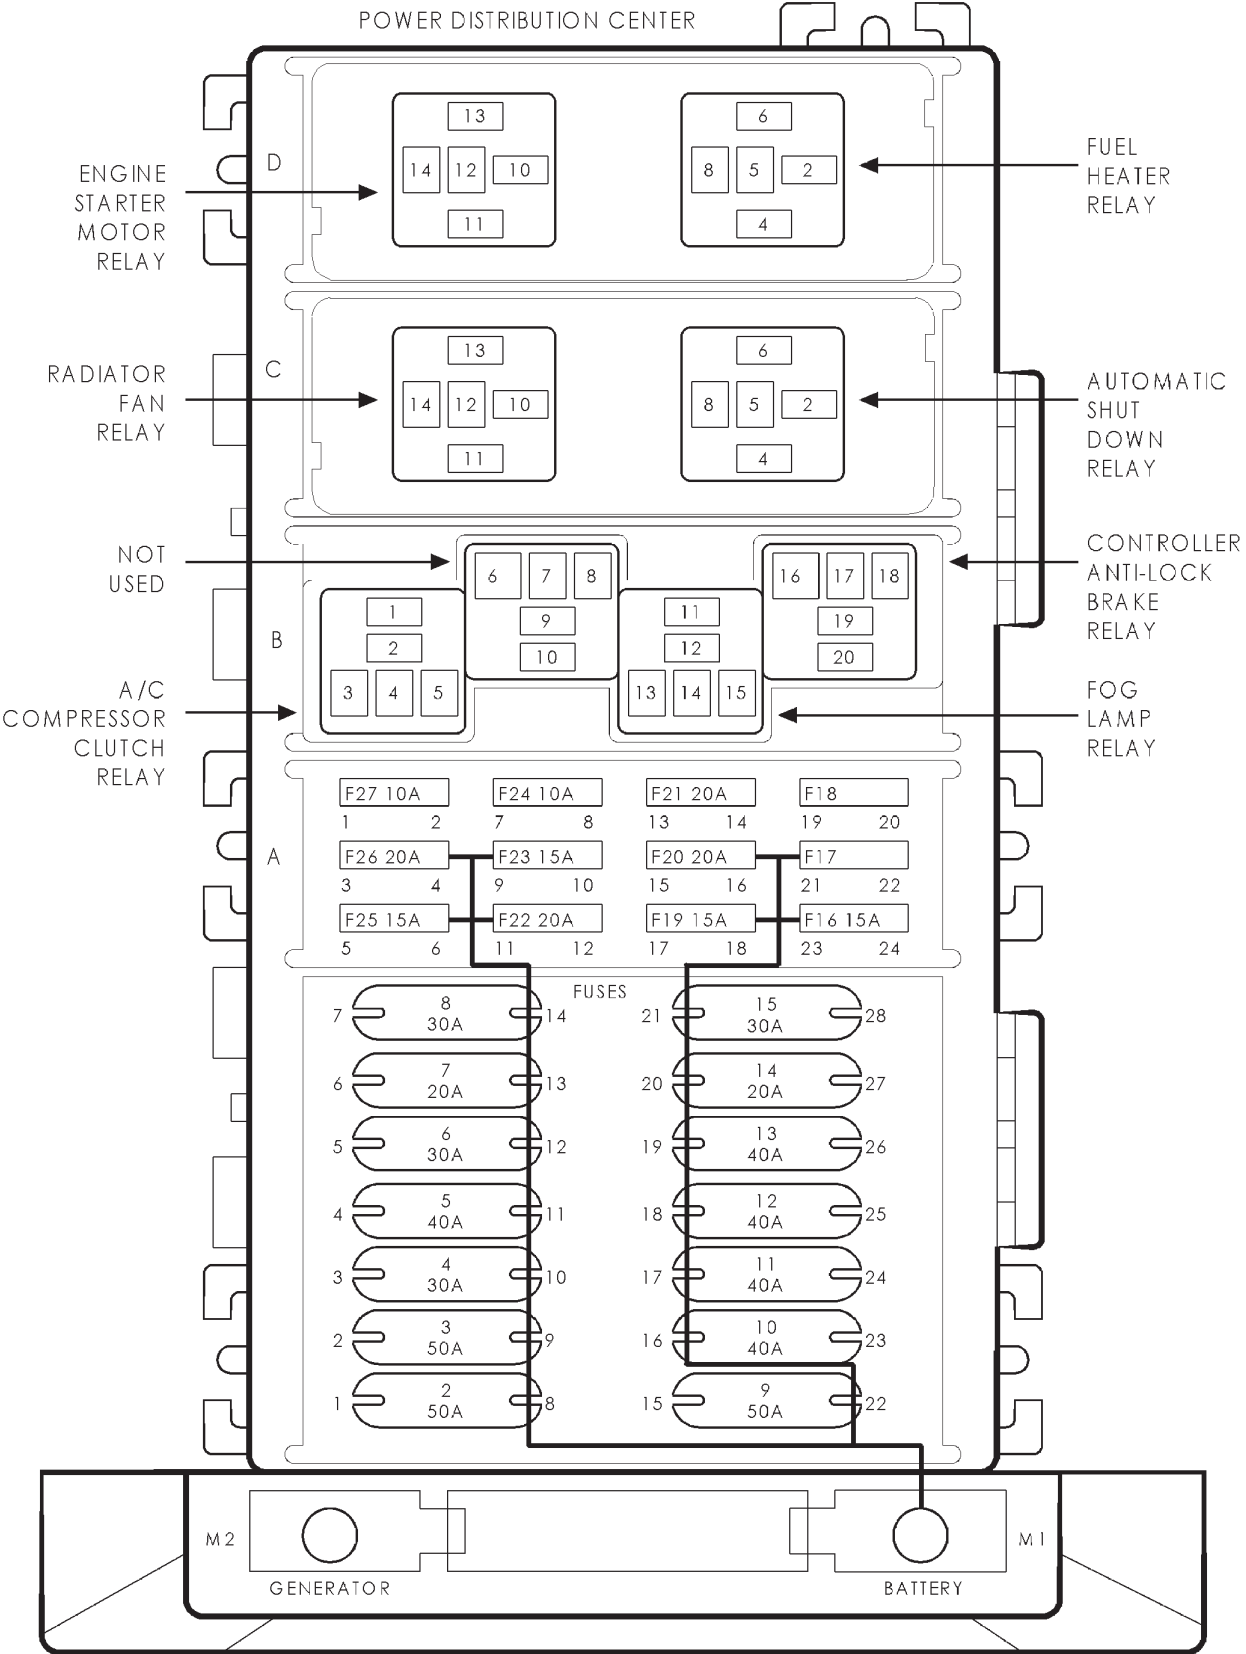 POWER DISTRIBUTION CENTER
D
ENGINE
STARTER
MOTOR
RELAY
13
14 12 10
11
6
8 5 2
4
FUEL
HEATER
RELAY
C
RADIATOR
FAN
RELAY
13
14 12 10
11
6
8 5 2
4
AUTOMATIC
SHUT
DOWN
RELAY
NOT
USED
6 7 8
9
10
16 17 18
19
20
CONTROLLER
ANTI-LOCK
BRAKE
RELAY
B
A/C
COMPRESSOR
CLUTCH
RELAY
1
2
3 4 5
11
12
13 14 15
FOG
LAMP
RELAY
A
F27 10A F24 10A F21 20A F18
1 2 7 8 13 14 19 20
F26 20A F23 15A F20 20A F17
3 4 9 10 15 16 21 22
F25 15A F22 20A F19 15A F16 15A
5 6 11 12 17 18 23 24
FUSES
7 8 14 21 15 28
30A 30A
6 7 13 20 14 27
20A 20A
5 6 12 19 13 26
30A 40A
4 5 11 18 12 25
40A 40A
3 4 10 17 11 24
30A 40A
2 3 9 16 10 23
50A 40A
1 2 8 15 9 22
50A 50A
M2 M1
GENERATOR BATTERY